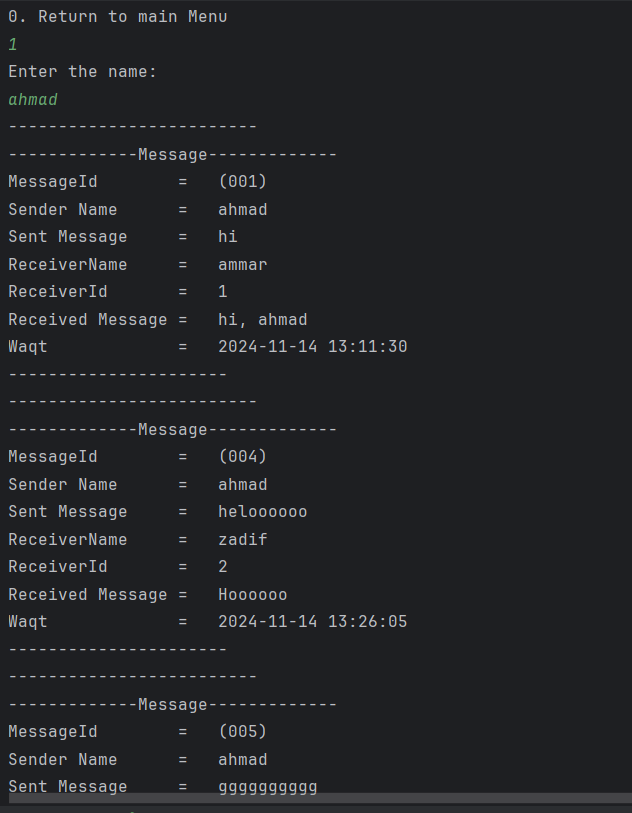 0. Return to main Menu
1
Enter the name:
ahmad
-------------------------
-------------Message-------------
MessageId        =   (001)
Sender Name      =   ahmad
Sent Message     =   hi
ReceiverName     =   ammar
ReceiverId       =   1
Received Message =   hi, ahmad
Waqt             =   2024-11-14 13:11:30
----------------------
-------------------------
-------------Message-------------
MessageId        =   (004)
Sender Name      =   ahmad
Sent Message     =   heloooooo
ReceiverName     =   zadif
ReceiverId       =   2
Received Message =   Hoooooo
Waqt             =   2024-11-14 13:26:05
----------------------
-------------------------
-------------Message-------------
MessageId        =   (005)
Sender Name      =   ahmad
Sent Message     =   gggggggggg